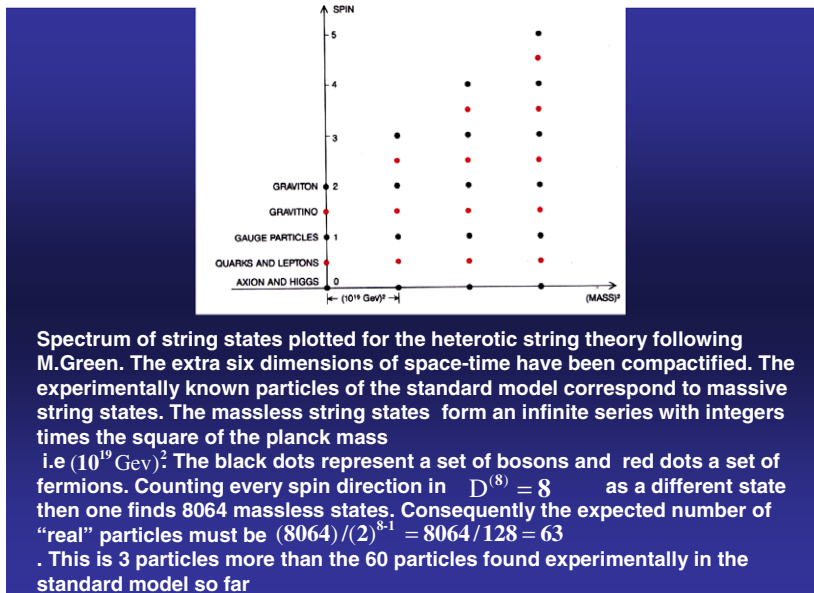 SPIN
5
4
3
GRAVITON 2
GRAVITINO
GAUGE PARTICLES 1
QUARKS AND LEPTONS
AXION AND HIGGS 0
← (10¹⁹ GeV)² → (MASS)²
Spectrum of string states plotted for the heterotic string theory following
M.Green. The extra six dimensions of space-time have been compactified. The
experimentally known particles of the standard model correspond to massive
string states. The massless string states form an infinite series with integers
times the square of the planck mass
i.e (10¹⁹ Gev)². The black dots represent a set of bosons and red dots a set of
fermions. Counting every spin direction in D⁽⁸⁾ = 8 as a different state
then one finds 8064 massless states. Consequently the expected number of
“real” particles must be (8064)/(2)⁸⁻¹ = 8064/128 = 63
. This is 3 particles more than the 60 particles found experimentally in the
standard model so far